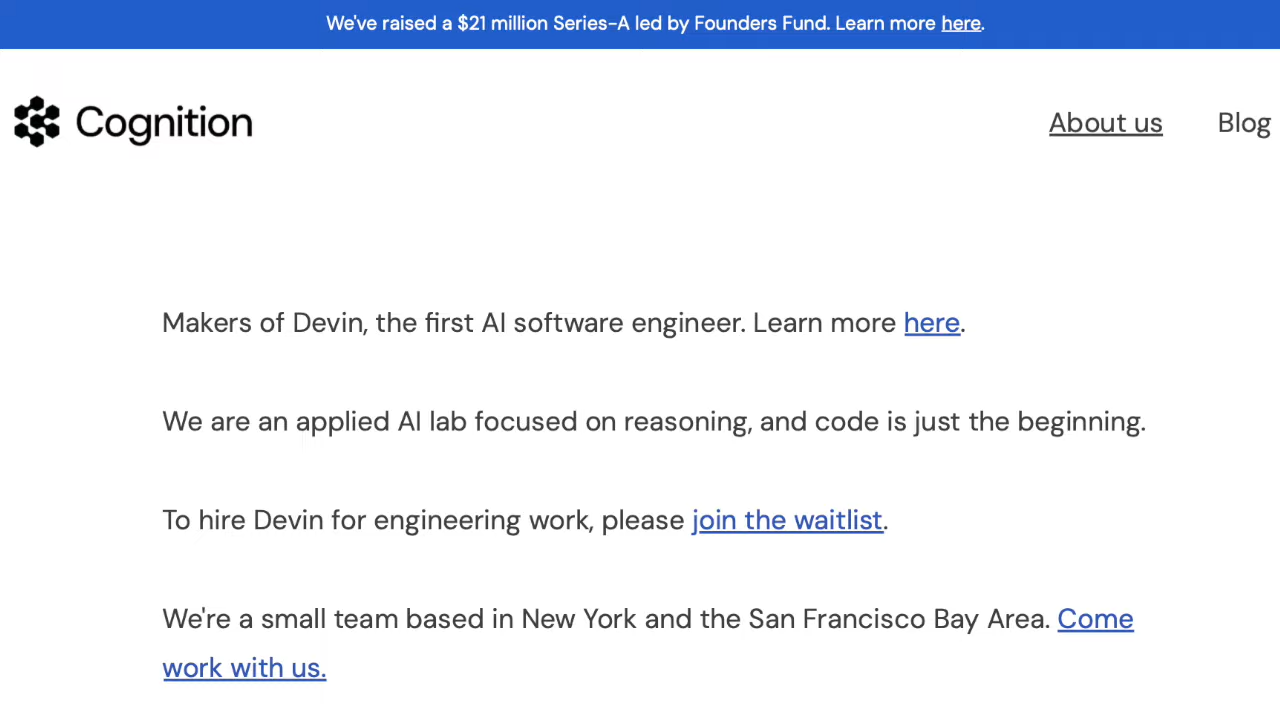 We've raised a $21 million Series-A led by Founders Fund. Learn more here.
Cognition
About us
Blog
Makers of Devin, the first AI software engineer. Learn more here.
We are an applied AI lab focused on reasoning, and code is just the beginning.
To hire Devin for engineering work, please join the waitlist.
We're a small team based in New York and the San Francisco Bay Area. Come
work with us.